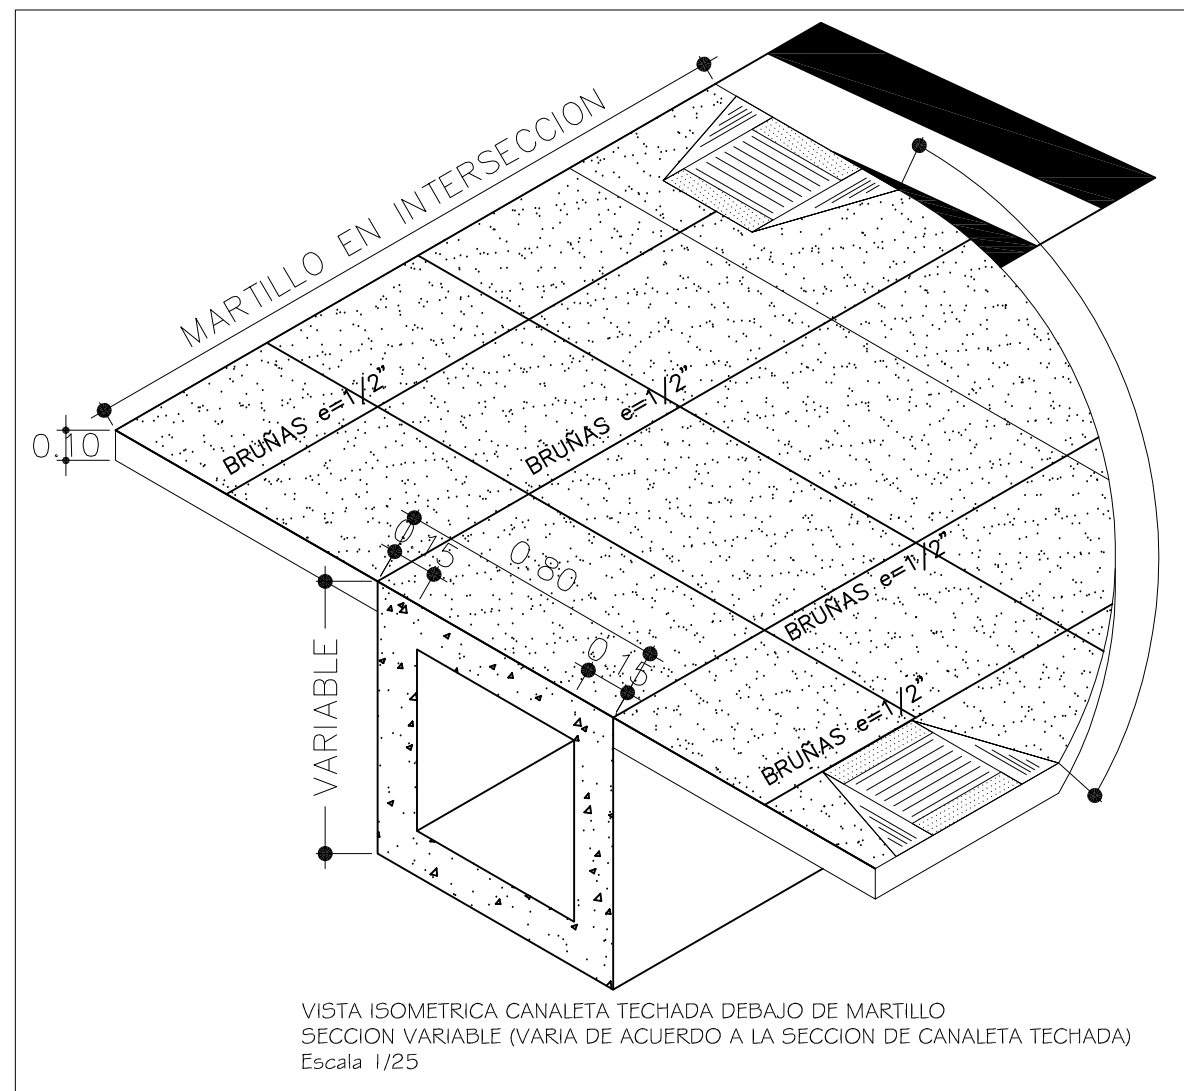 MARTILLO EN INTERSECCION
0.10
BRUÑAS e=1/2"
BRUÑAS e=1/2"
0.15
0.80
0.15
VARIABLE
BRUÑAS e=1/2"
BRUÑAS e=1/2"
VISTA ISOMETRICA CANALETA TECHADA DEBAJO DE MARTILLO
SECCION VARIABLE (VARIA DE ACUERDO A LA SECCION DE CANALETA TECHADA)
Escala 1/25